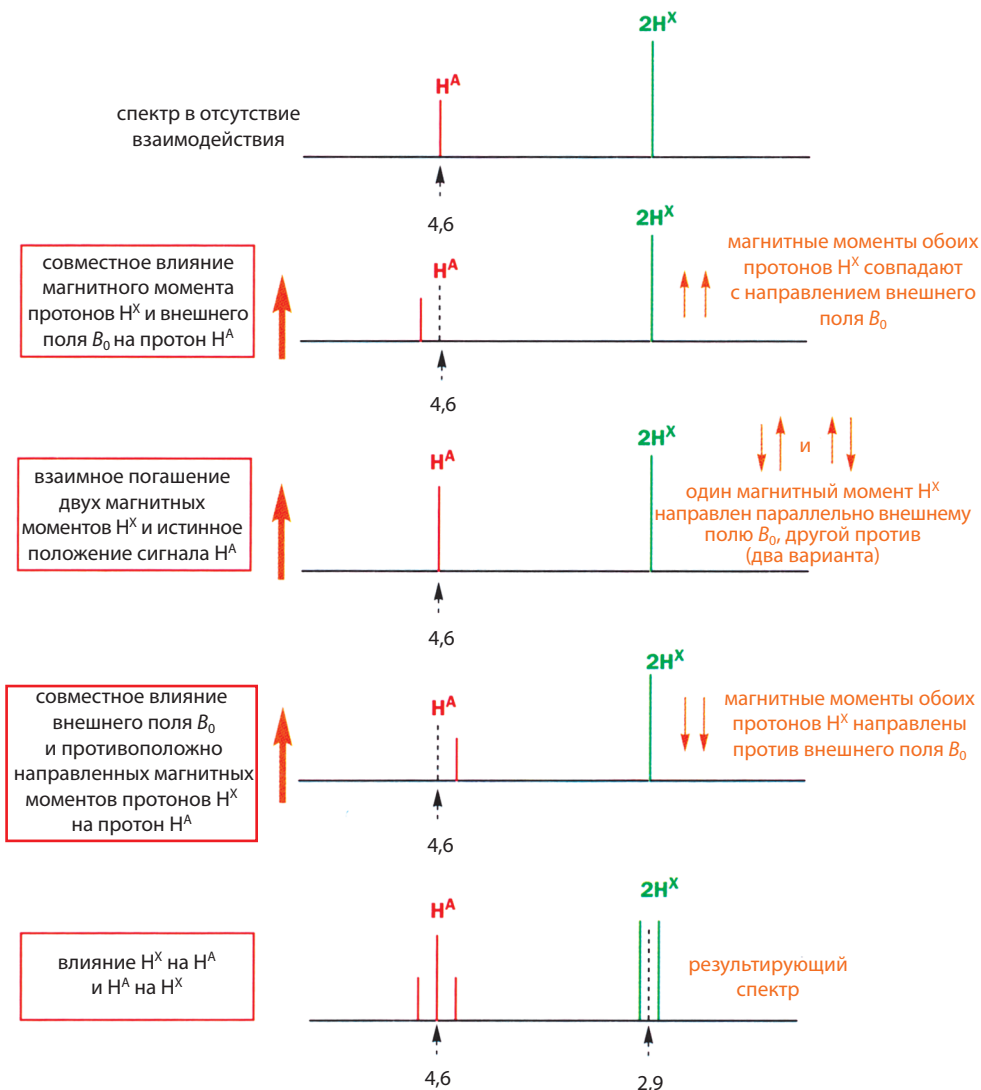 2Hˣ
Hᴬ
спектр в отсутствие
взаимодействия
4,6
совместное влияние
магнитного момента
протонов Hˣ и внешнего
поля B₀ на протон Hᴬ
Hᴬ
2Hˣ
магнитные моменты обоих
протонов Hˣ совпадают
с направлением внешнего
поля B₀
4,6
взаимное погашение
двух магнитных
моментов Hˣ и истинное
положение сигнала Hᴬ
Hᴬ
2Hˣ
и
один магнитный момент Hˣ
направлен параллельно внешнему
полю B₀, другой против
(два варианта)
4,6
совместное влияние
внешнего поля B₀
и противоположно
направленных магнитных
моментов протонов Hˣ
на протон Hᴬ
Hᴬ
2Hˣ
магнитные моменты обоих
протонов Hˣ направлены
против внешнего поля B₀
4,6
влияние Hˣ на Hᴬ
и Hᴬ на Hˣ
Hᴬ
2Hˣ
результирующий
спектр
4,6
2,9